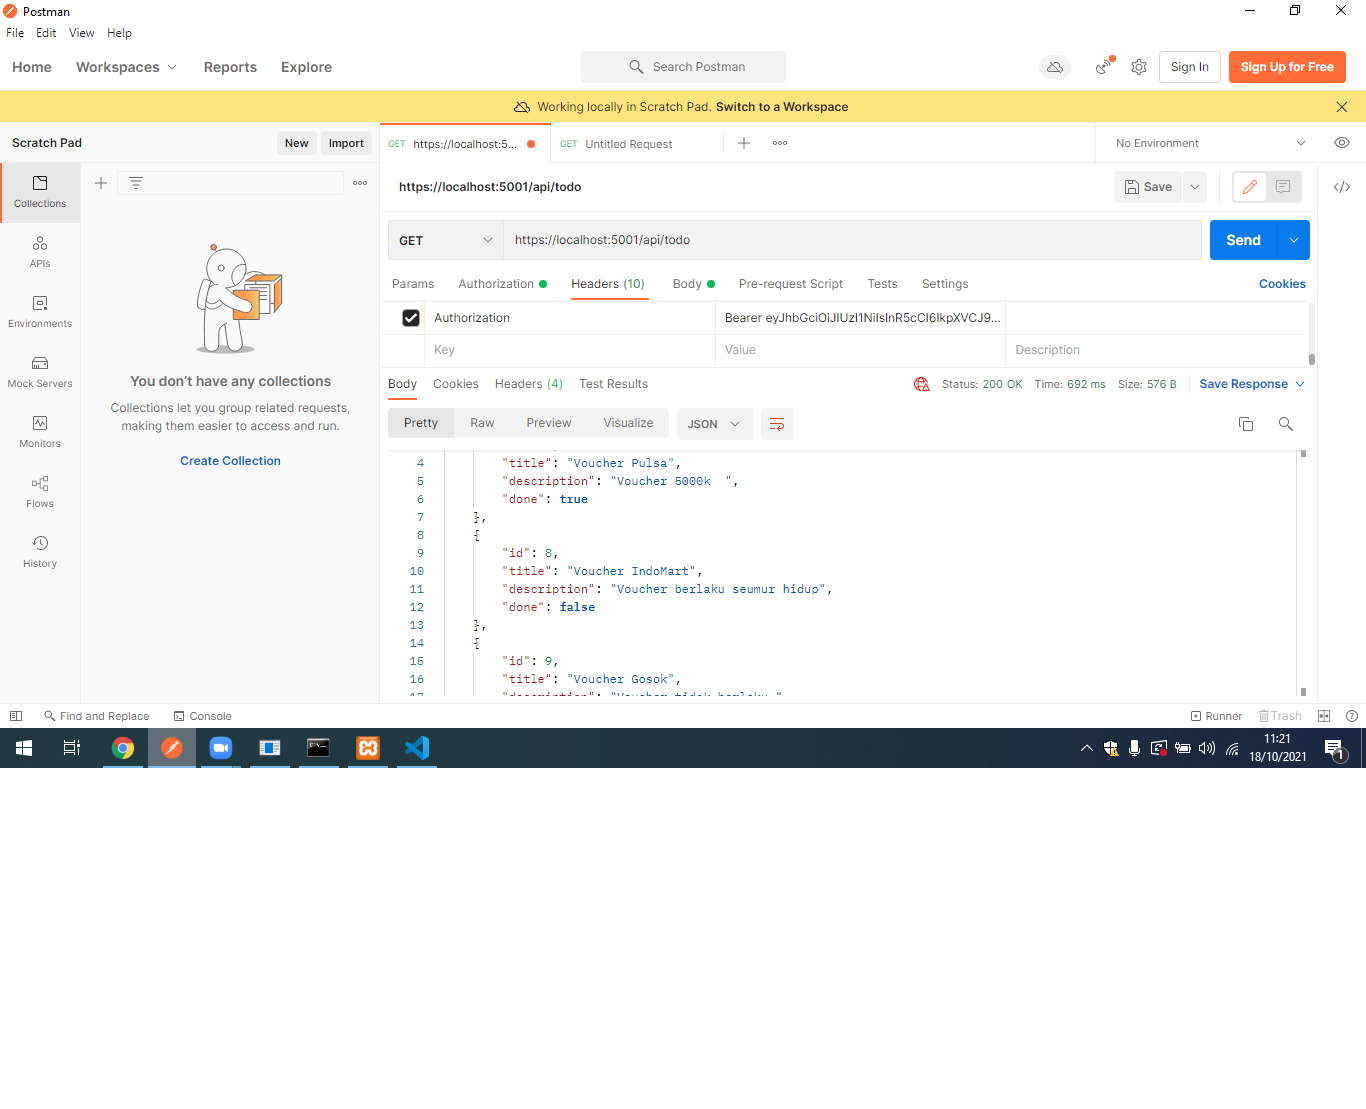 Postman
File Edit View Help
Home Workspaces Reports Explore Search Postman Sign In Sign Up for Free
Working locally in Scratch Pad. Switch to a Workspace
Scratch Pad New Import GET https://localhost:5... GET Untitled Request No Environment
https://localhost:5001/api/todo Save
Collections
APIs
Environments
Mock Servers
Monitors
Flows
History
You don't have any collections
Collections let you group related requests,
making them easier to access and run.
Create Collection
GET https://localhost:5001/api/todo Send
Params Authorization Headers (10) Body Pre-request Script Tests Settings Cookies
Authorization Bearer eyJhbGciOiJIUzI1NiIsInR5cCI6IkpXVCJ9...
Key Value Description
Body Cookies Headers (4) Test Results Status: 200 OK Time: 692 ms Size: 576 B Save Response
Pretty Raw Preview Visualize JSON
4 "title": "Voucher Pulsa",
5 "description": "Voucher 5000k  ",
6 "done": true
7 },
8 {
9 "id": 8,
10 "title": "Voucher IndoMart",
11 "description": "Voucher berlaku seumur hidup",
12 "done": false
13 },
14 {
15 "id": 9,
16 "title": "Voucher Gosok",
17 "description": "Voucher tidak berlaku "
Find and Replace Console Runner Trash
11:21
18/10/2021
1